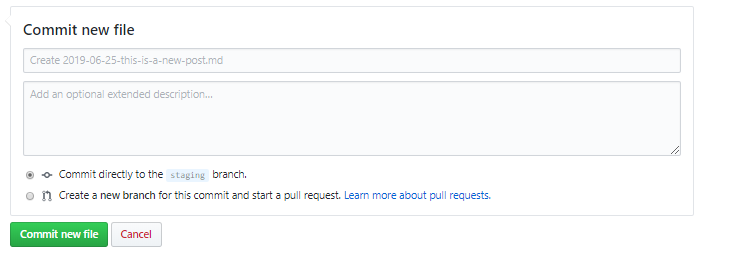 Commit new file
Create 2019-06-25-this-is-a-new-post.md
Add an optional extended description...
Commit directly to the staging branch.
Create a new branch for this commit and start a pull request. Learn more about pull requests.
Commit new file Cancel